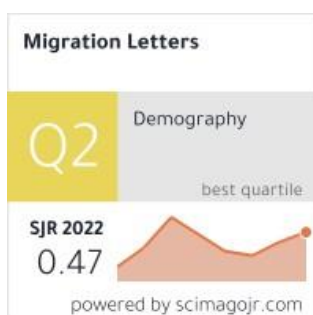 Migration Letters
Q2
Demography
best quartile
SJR 2022
0.47
powered by scimagojr.com